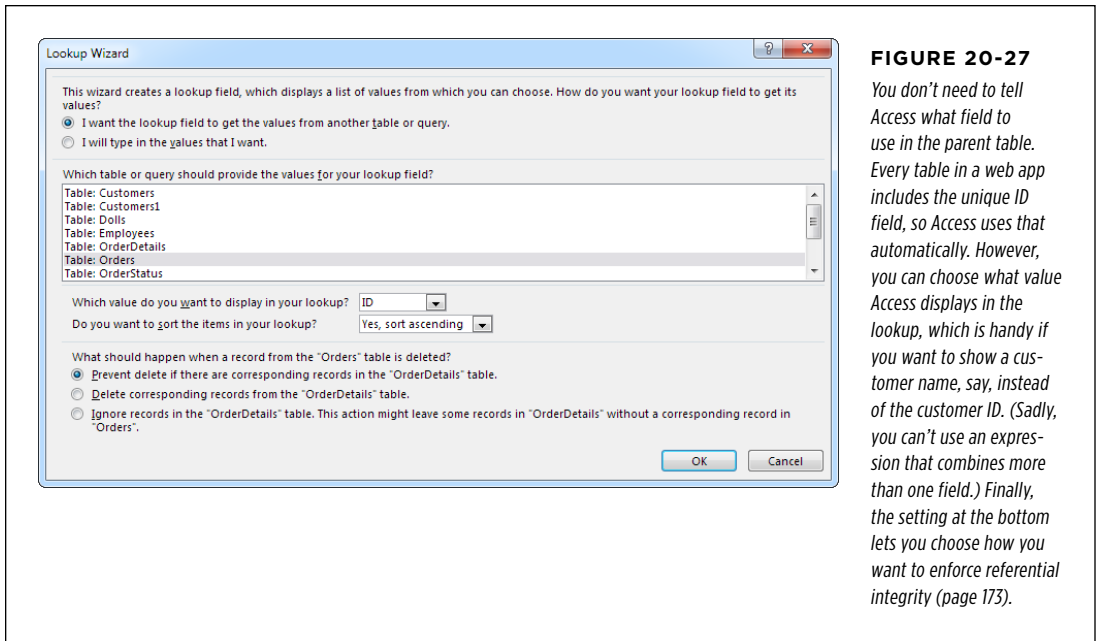 Lookup Wizard
This wizard creates a lookup field, which displays a list of values from which you can choose. How do you want your lookup field to get its
values?
I want the lookup field to get the values from another table or query.
I will type in the values that I want.
Which table or query should provide the values for your lookup field?
Table: Customers
Table: Customers1
Table: Dolls
Table: Employees
Table: OrderDetails
Table: Orders
Table: OrderStatus
Which value do you want to display in your lookup? ID
Do you want to sort the items in your lookup? Yes, sort ascending
What should happen when a record from the "Orders" table is deleted?
Prevent delete if there are corresponding records in the "OrderDetails" table.
Delete corresponding records from the "OrderDetails" table.
Ignore records in the "OrderDetails" table. This action might leave some records in "OrderDetails" without a corresponding record in
"Orders".
OK Cancel
FIGURE 20-27
You don't need to tell
Access what field to
use in the parent table.
Every table in a web app
includes the unique ID
field, so Access uses that
automatically. However,
you can choose what value
Access displays in the
lookup, which is handy if
you want to show a cus-
tomer name, say, instead
of the customer ID. (Sadly,
you can't use an expres-
sion that combines more
than one field.) Finally,
the setting at the bottom
lets you choose how you
want to enforce referential
integrity (page 173).